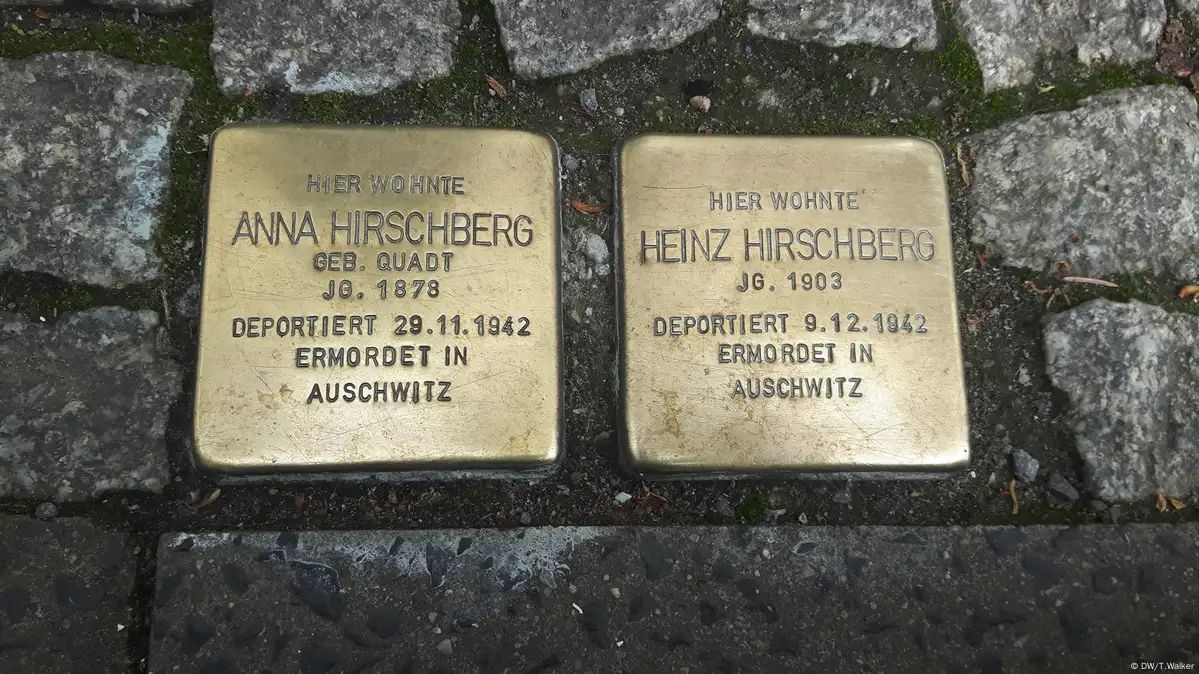 HIER WOHNTE
ANNA HIRSCHBERG
GEB. QUADT
JG. 1878
DEPORTIERT 29.11.1942
ERMORDET IN
AUSCHWITZ
HIER WOHNTE
HEINZ HIRSCHBERG
JG. 1903
DEPORTIERT 9.12.1942
ERMORDET IN
AUSCHWITZ
© DW/T.Walker